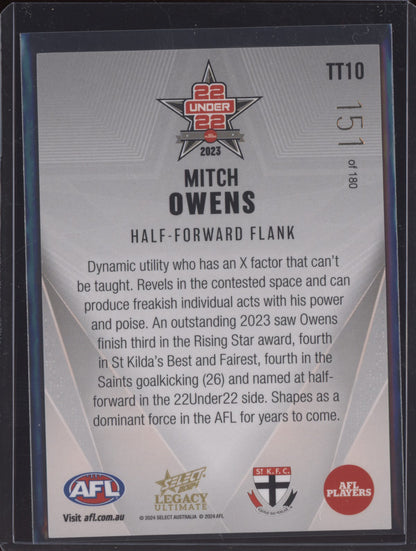 TT10
151
of 180
22
UNDER
22
2023
MITCH
OWENS
HALF-FORWARD FLANK
Dynamic utility who has an X factor that can't
be taught. Revels in the contested space and can
produce freakish individual acts with his power
and poise. An outstanding 2023 saw Owens
finish third in the Rising Star award, fourth
in St Kilda's Best and Fairest, fourth in the
Saints goalkicking (26) and named at half-
forward in the 22Under22 side. Shapes as a
dominant force in the AFL for years to come.
AFL
Visit afl.com.au
SELECT
LEGACY
ULTIMATE
© 2024 SELECT AUSTRALIA © 2024 AFL
ST K.F.C.
AFL
PLAYERS